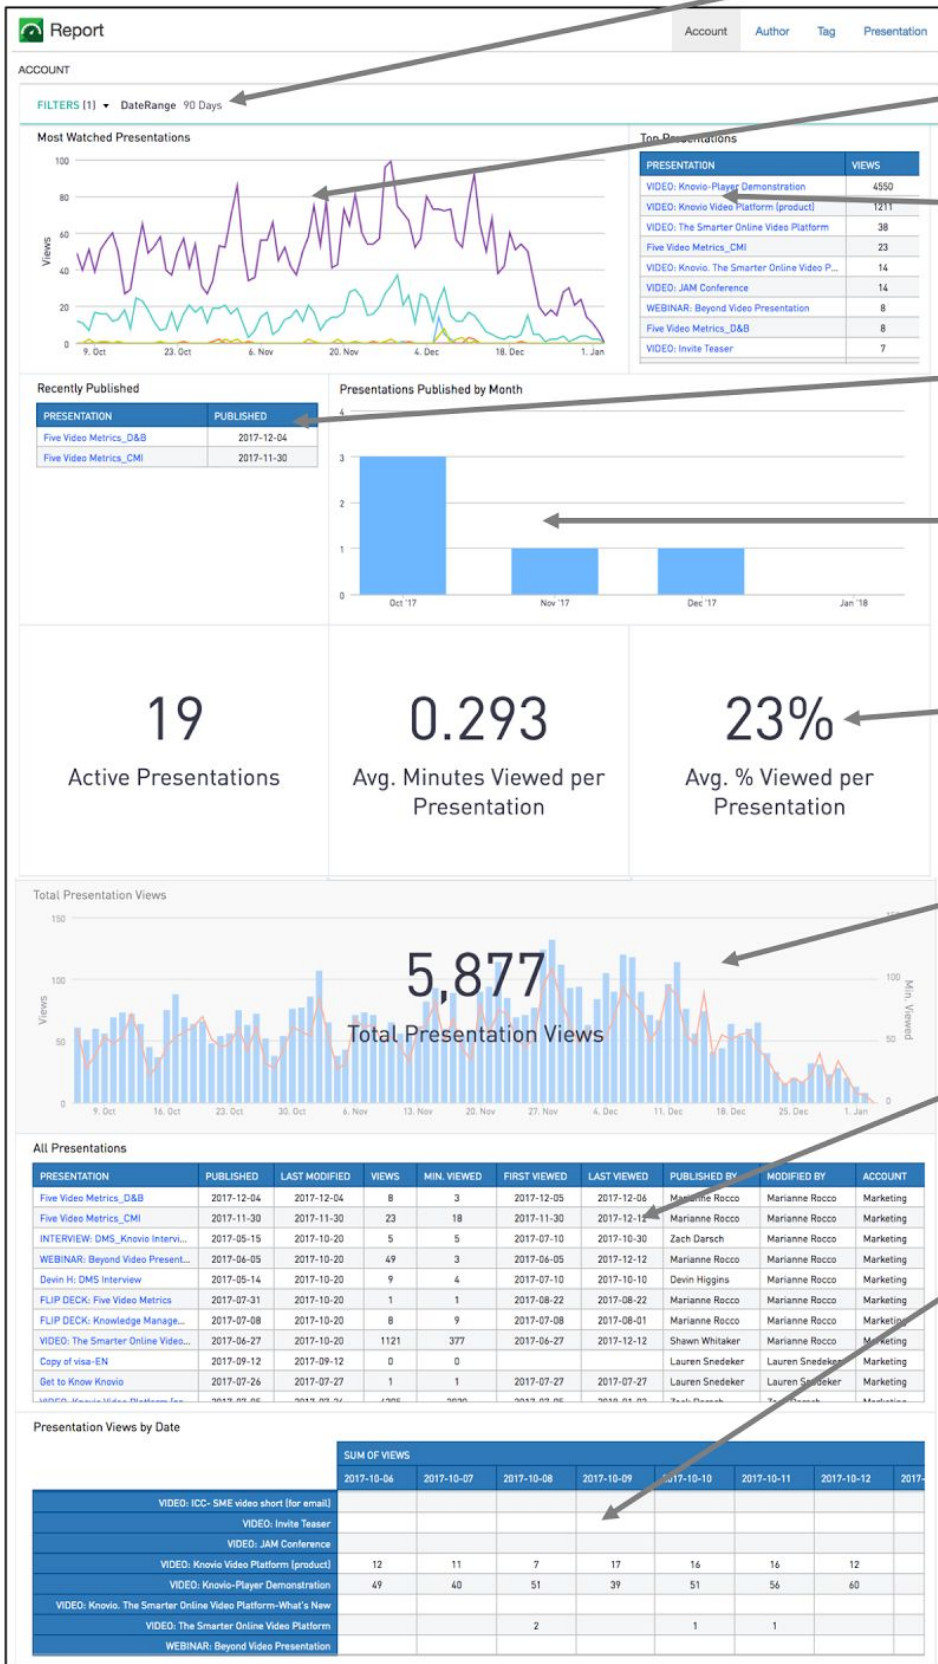 Report
Account Author Tag Presentation
ACCOUNT
FILTERS (1) DateRange 90 Days
Most Watched Presentations
100
80
60
40
20
0
Views
9. Oct 23. Oct 6. Nov 20. Nov 4. Dec 18. Dec 1. Jan
Top Presentations
PRESENTATION VIEWS
VIDEO: Knovio-Player Demonstration 4550
VIDEO: Knovio Video Platform (product) 1211
VIDEO: The Smarter Online Video Platform 38
Five Video Metrics_CMI 23
VIDEO: Knovio. The Smarter Online Video P... 14
VIDEO: JAM Conference 14
WEBINAR: Beyond Video Presentation 8
Five Video Metrics_D&B 8
VIDEO: Invite Teaser 7
Recently Published
PRESENTATION PUBLISHED
Five Video Metrics_D&B 2017-12-04
Five Video Metrics_CMI 2017-11-30
Presentations Published by Month
4
3
2
1
0
Oct '17 Nov '17 Dec '17 Jan '18
19
Active Presentations
0.293
Avg. Minutes Viewed per
Presentation
23%
Avg. % Viewed per
Presentation
Total Presentation Views
150
100
50
0
Views
5,877
Total Presentation Views
100
50
0
Min. Viewed
9. Oct 16. Oct 23. Oct 30. Oct 6. Nov 13. Nov 20. Nov 27. Nov 4. Dec 11. Dec 18. Dec 25. Dec 1. Jan
All Presentations
PRESENTATION PUBLISHED LAST MODIFIED VIEWS MIN. VIEWED FIRST VIEWED LAST VIEWED PUBLISHED BY MODIFIED BY ACCOUNT
Five Video Metrics_D&B 2017-12-04 2017-12-04 8 3 2017-12-05 2017-12-06 Marianne Rocco Marianne Rocco Marketing
Five Video Metrics_CMI 2017-11-30 2017-11-30 23 18 2017-11-30 2017-12-12 Marianne Rocco Marianne Rocco Marketing
INTERVIEW: DMS_Knovio Intervi... 2017-05-15 2017-10-20 5 5 2017-07-10 2017-10-30 Zach Darsch Marianne Rocco Marketing
WEBINAR: Beyond Video Present... 2017-06-05 2017-10-20 49 3 2017-06-05 2017-12-12 Marianne Rocco Marianne Rocco Marketing
Devin H: DMS Interview 2017-05-14 2017-10-20 9 4 2017-07-10 2017-10-10 Devin Higgins Marianne Rocco Marketing
FLIP DECK: Five Video Metrics 2017-07-31 2017-10-20 1 1 2017-08-22 2017-08-22 Marianne Rocco Marianne Rocco Marketing
FLIP DECK: Knowledge Manage... 2017-07-08 2017-10-20 8 9 2017-07-08 2017-08-01 Marianne Rocco Marianne Rocco Marketing
VIDEO: The Smarter Online Video... 2017-06-27 2017-10-20 1121 377 2017-06-27 2017-12-12 Shawn Whitaker Marianne Rocco Marketing
Copy of visa-EN 2017-09-12 2017-09-12 0 0 Lauren Snedeker Lauren Snedeker Marketing
Get to Know Knovio 2017-07-26 2017-07-27 1 1 2017-07-27 2017-07-27 Lauren Snedeker Lauren Snedeker Marketing
Presentation Views by Date
SUM OF VIEWS
2017-10-06 2017-10-07 2017-10-08 2017-10-09 2017-10-10 2017-10-11 2017-10-12 2017-
VIDEO: ICC- SME video short (for email)
VIDEO: Invite Teaser
VIDEO: JAM Conference
VIDEO: Knovio Video Platform (product) 12 11 7 17 16 16 12
VIDEO: Knovio-Player Demonstration 49 40 51 39 51 56 60
VIDEO: Knovio. The Smarter Online Video Platform-What's New
VIDEO: The Smarter Online Video Platform 2 1 1
WEBINAR: Beyond Video Presentation